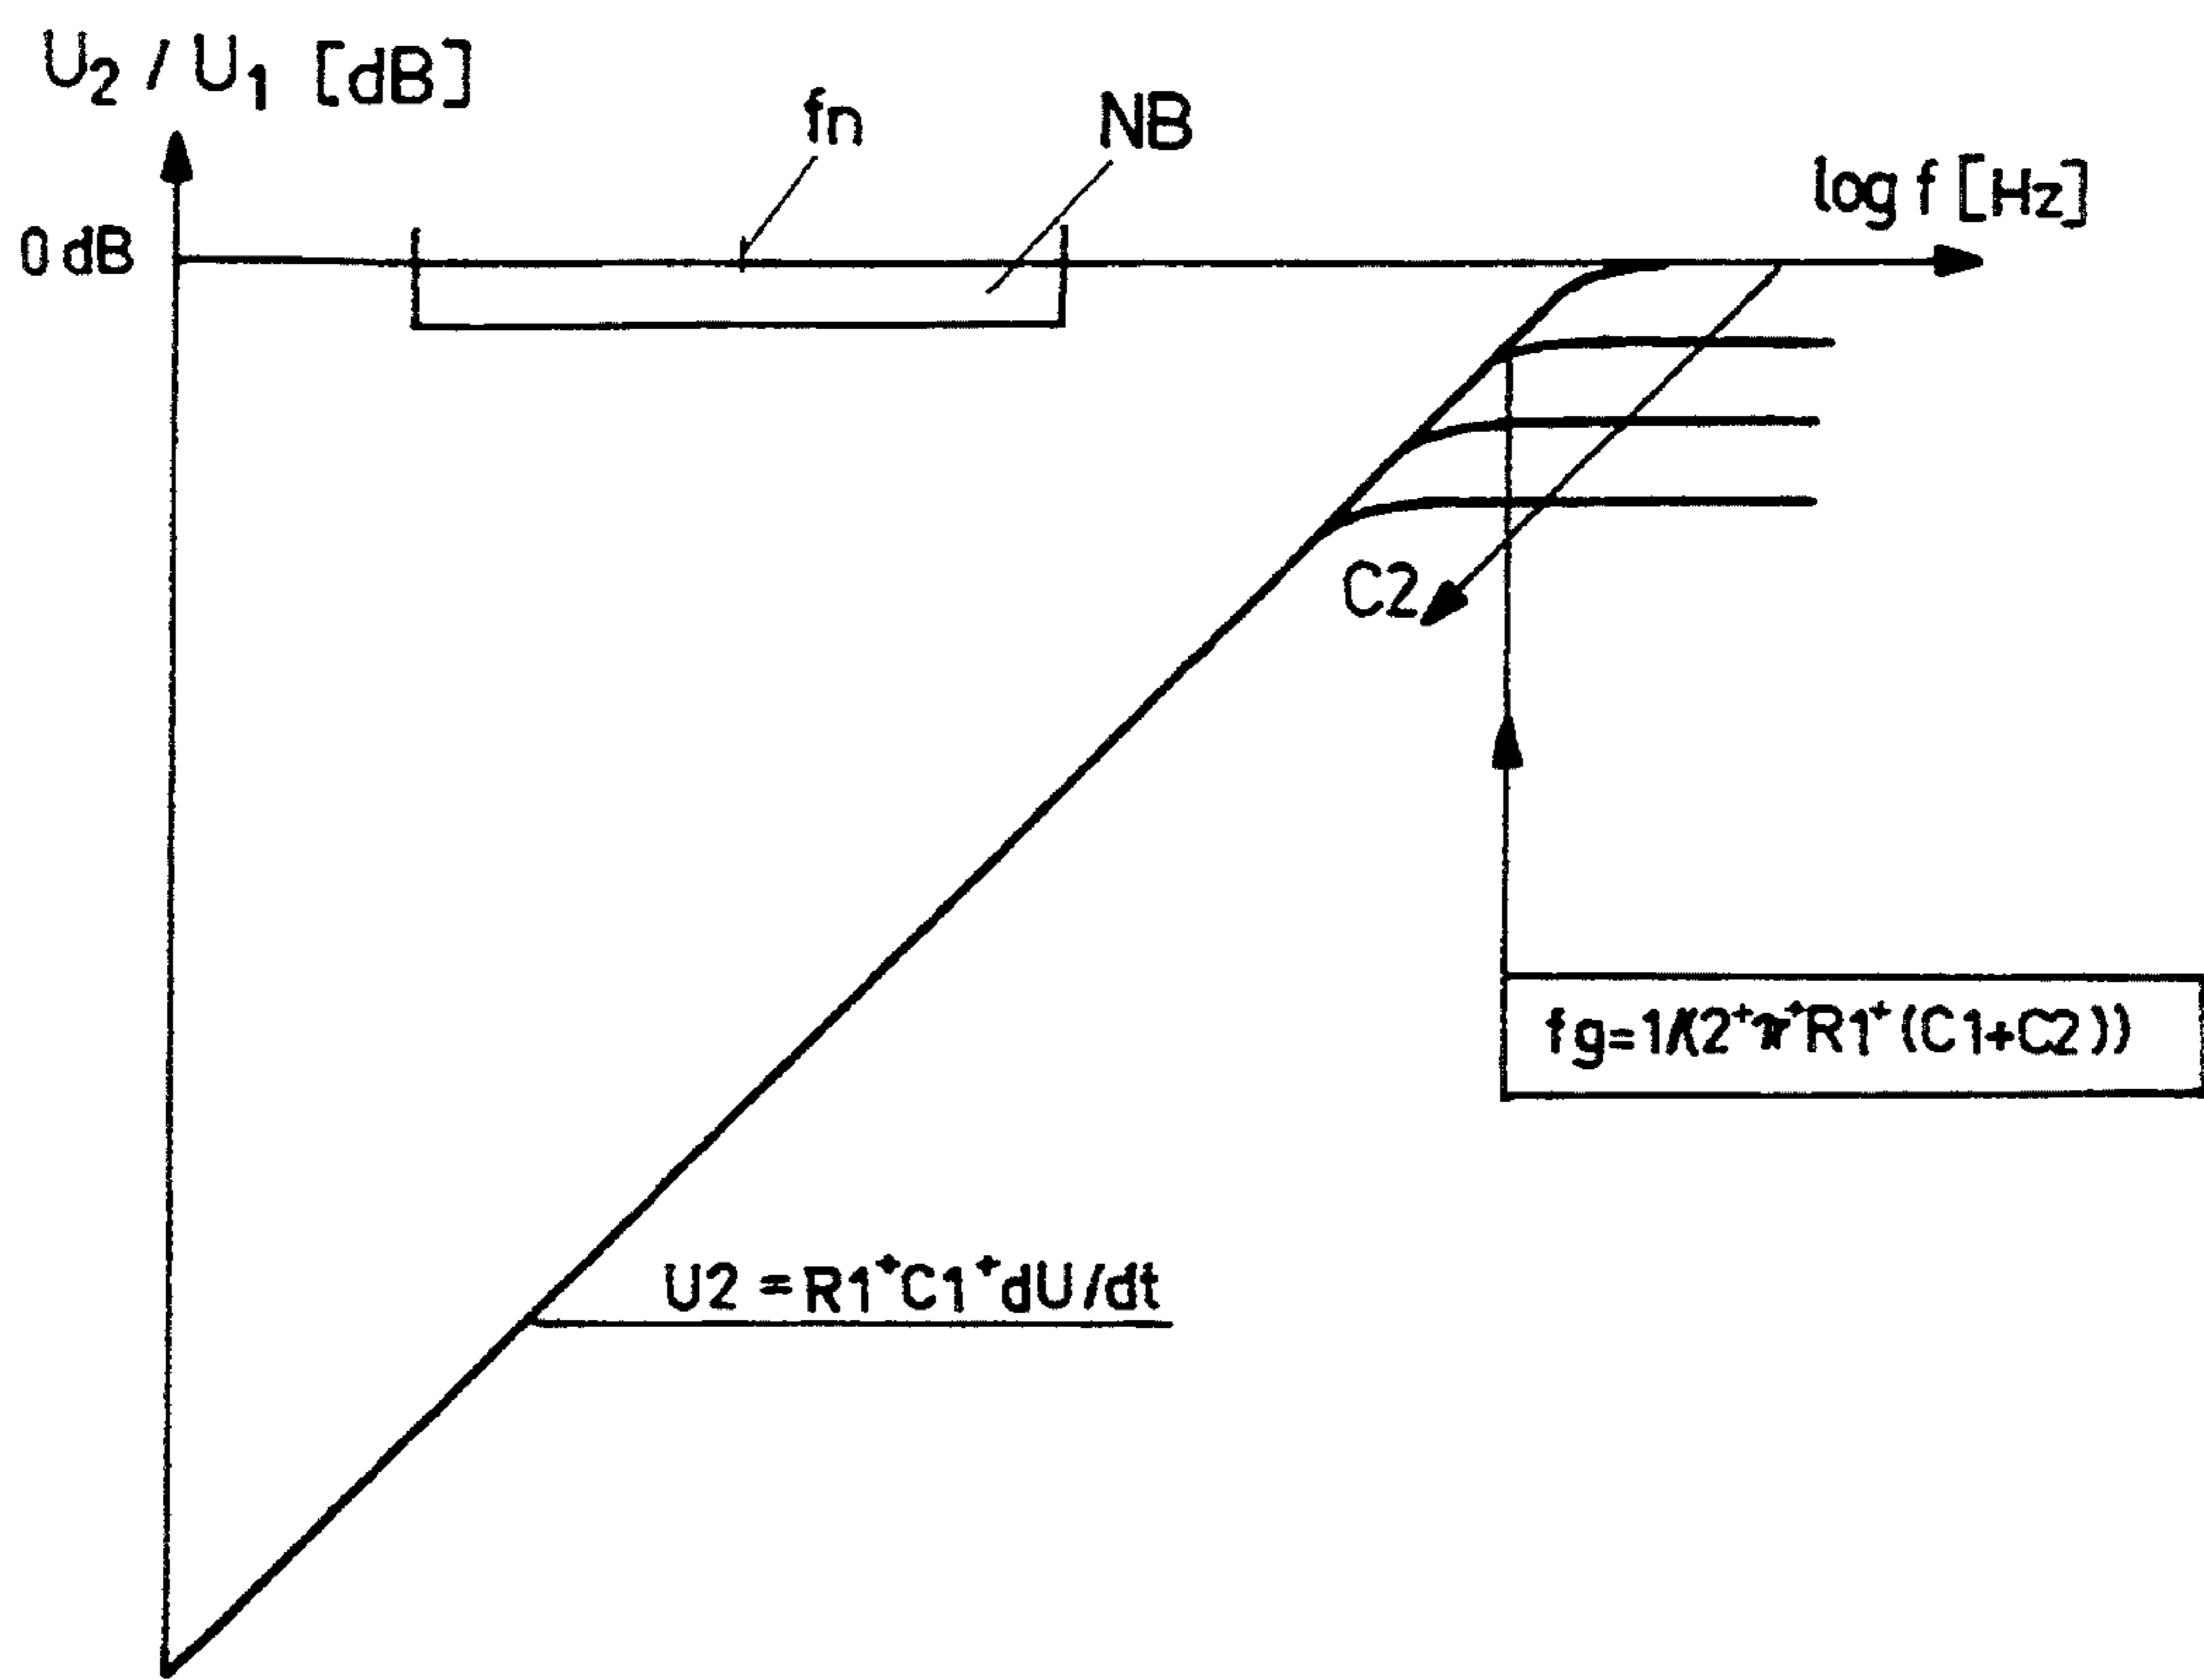 U₂ / U₁ [dB]
fn
NB
log f [Hz]
0 dB
C2
fg=1/(2⁺π⁺R1⁺(C1+C2))
U2 = R1⁺C1⁺dU/dt